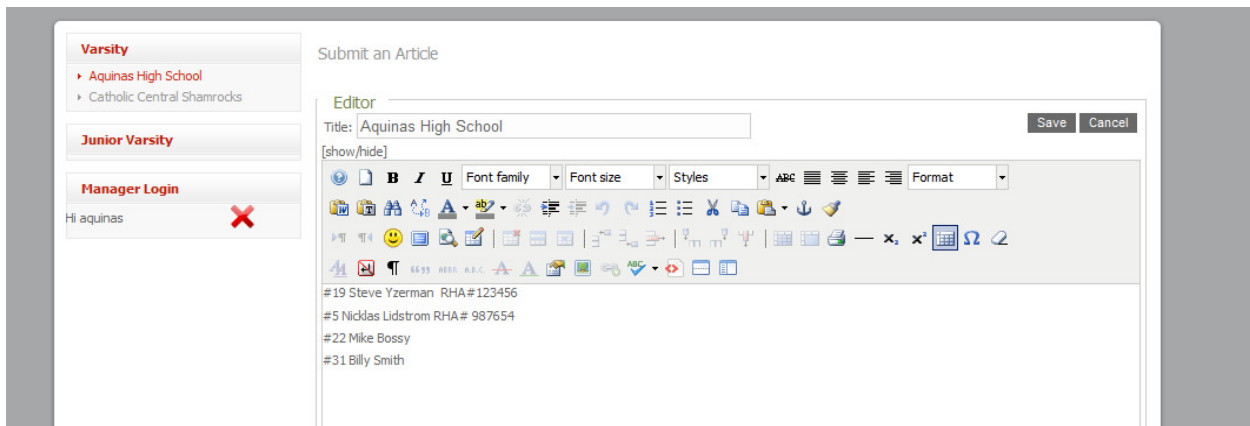 Varsity
Aquinas High School
Catholic Central Shamrocks
Junior Varsity
Manager Login
Hi aquinas
Submit an Article
Editor
Title: Aquinas High School
Save Cancel
[show/hide]
B I U Font family Font size Styles ABC Format
#19 Steve Yzerman  RHA#123456
#5 Nicklas Lidstrom RHA# 987654
#22 Mike Bossy
#31 Billy Smith